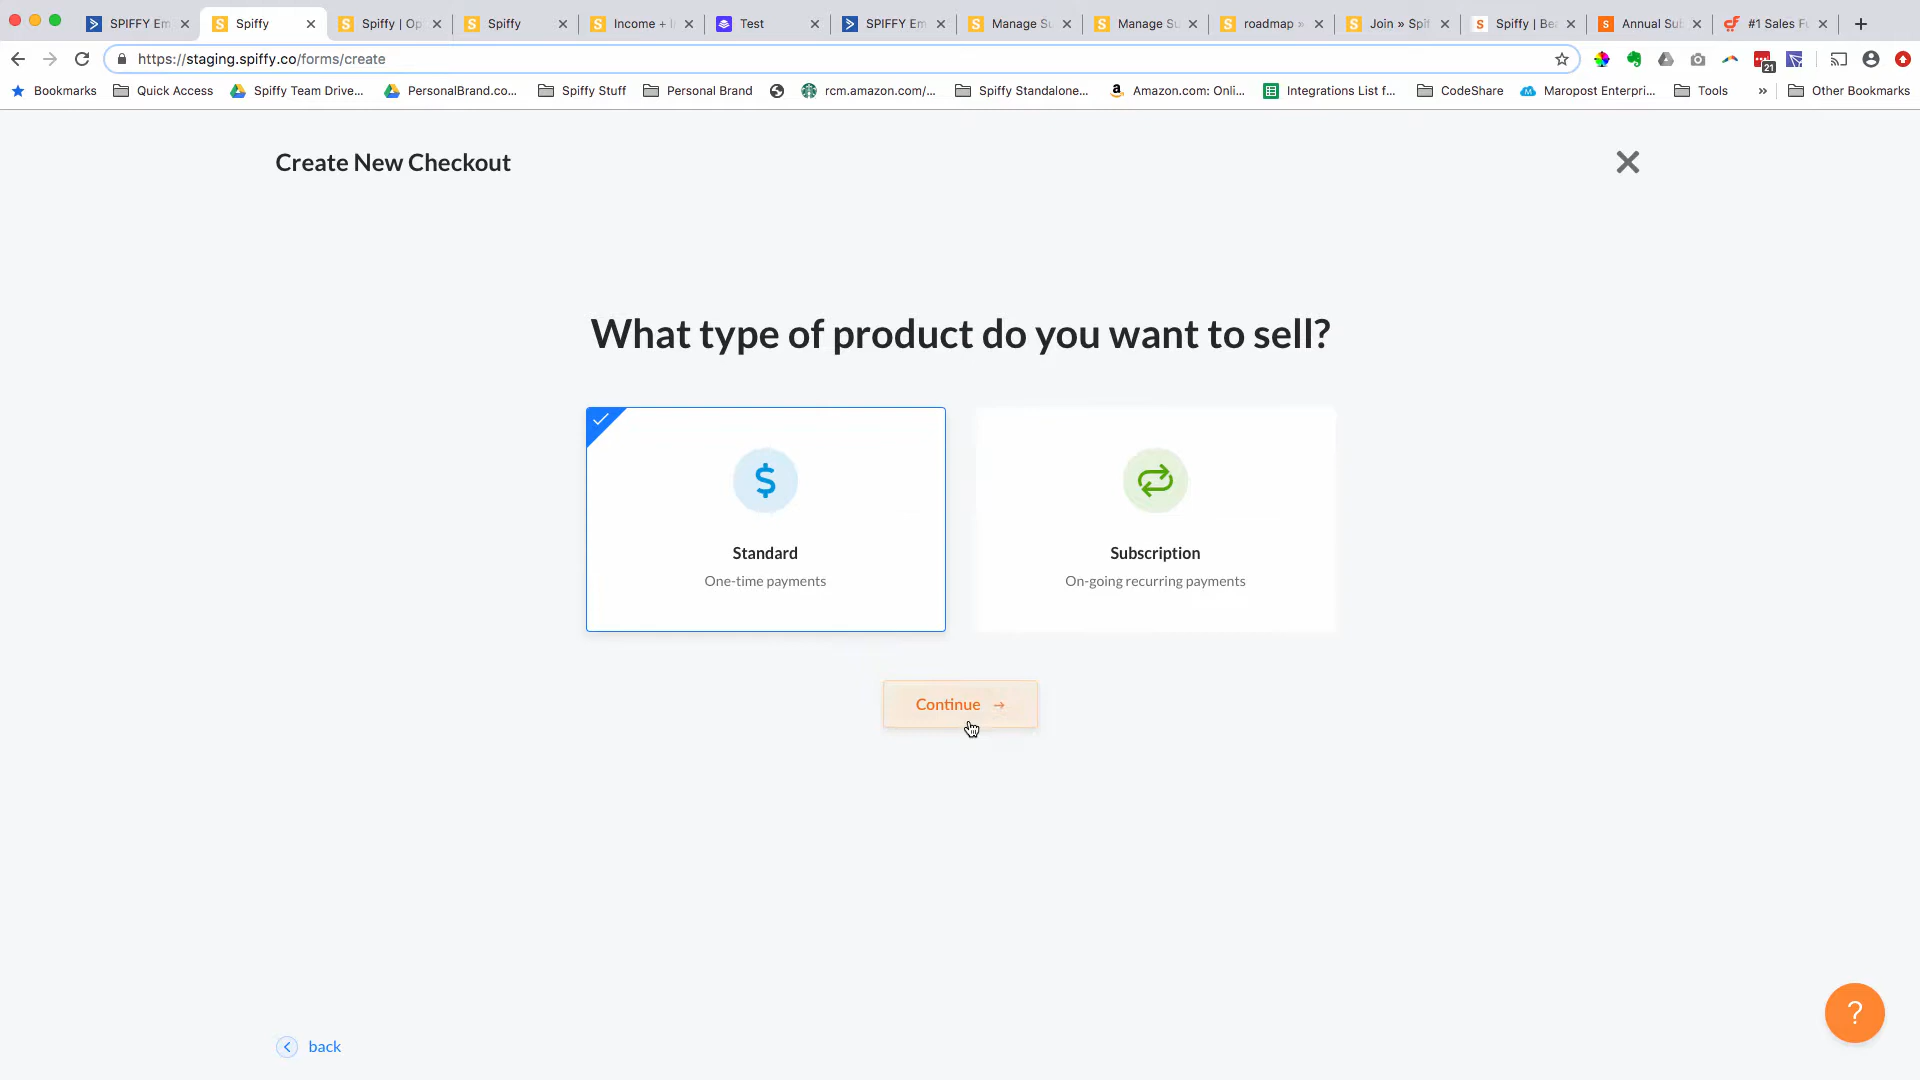 SPIFFY Em
Spiffy
Spiffy | Op
Spiffy
Income + I
Test
SPIFFY Em
Manage Su
Manage Su
roadmap »
Join » Spif
Spiffy | Be
Annual Sub
#1 Sales Fu
https://staging.spiffy.co/forms/create
21
Bookmarks
Quick Access
Spiffy Team Drive...
PersonalBrand.co...
Spiffy Stuff
Personal Brand
rcm.amazon.com/...
Spiffy Standalone...
Amazon.com: Onli...
Integrations List f...
CodeShare
Maropost Enterpri...
Tools
»
Other Bookmarks
Create New Checkout
What type of product do you want to sell?
$
Standard
One-time payments
Subscription
On-going recurring payments
Continue →
?
back